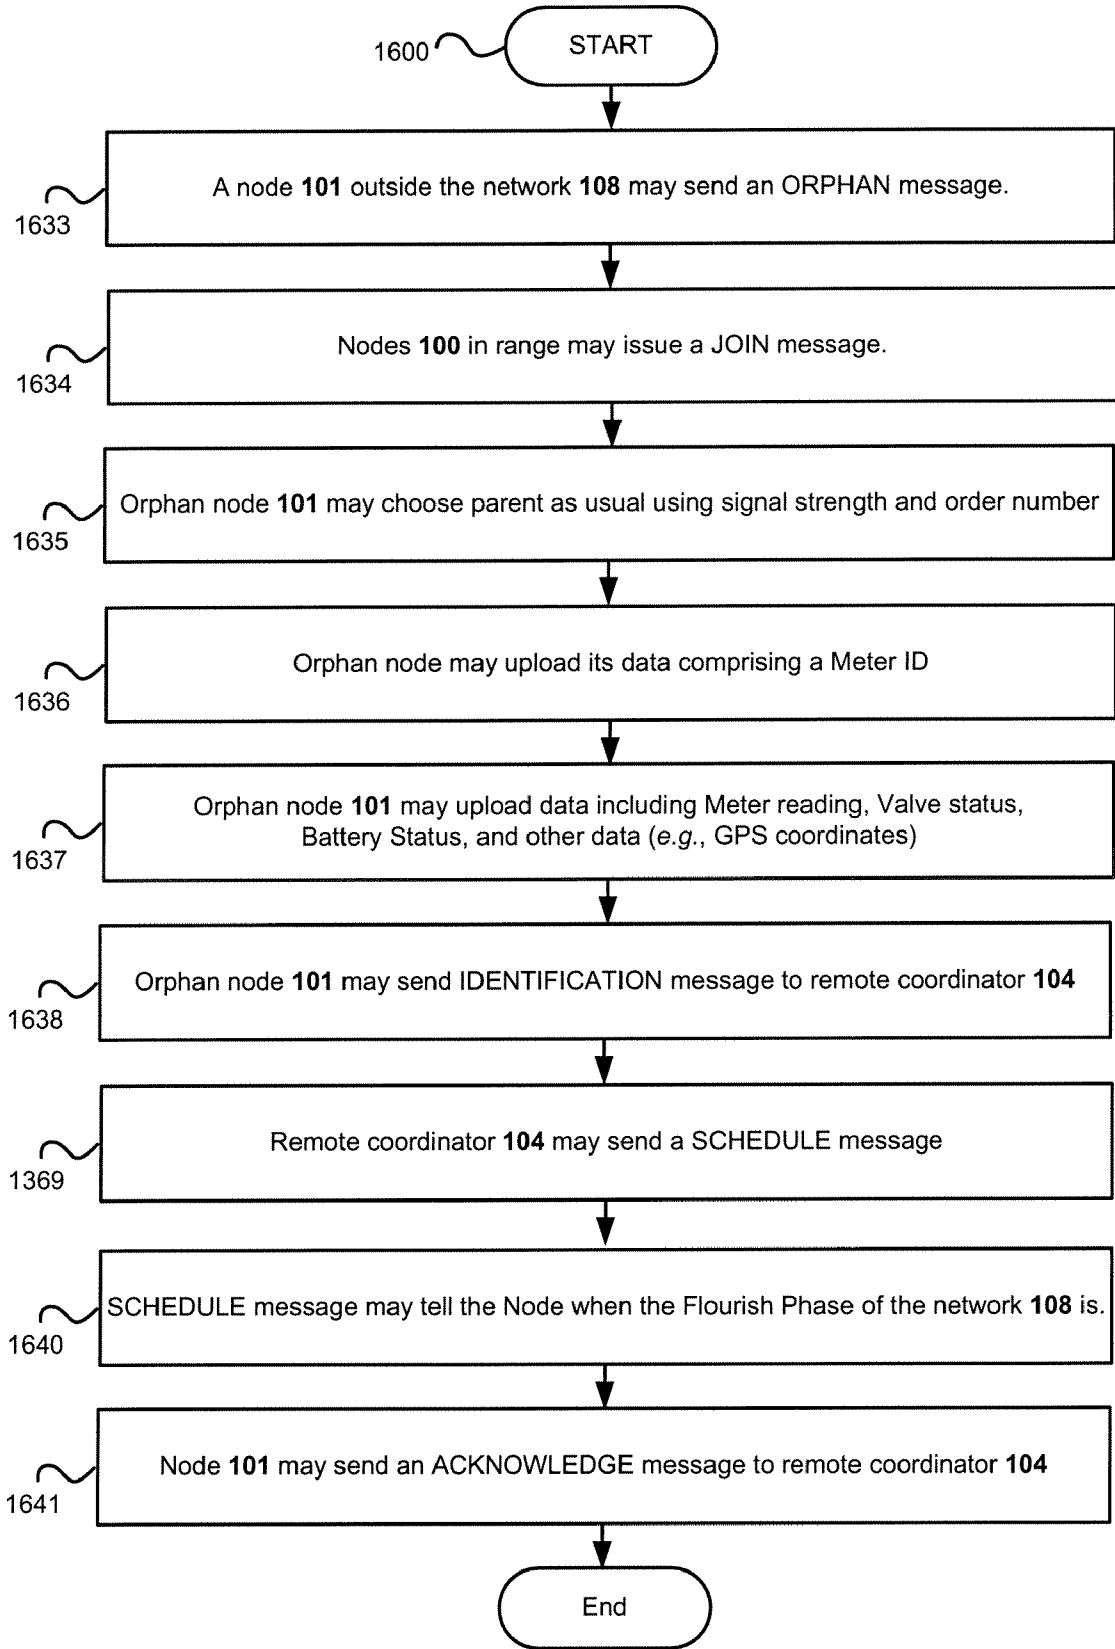 1600
START
A node 101 outside the network 108 may send an ORPHAN message.
1633
Nodes 100 in range may issue a JOIN message.
1634
Orphan node 101 may choose parent as usual using signal strength and order number
1635
Orphan node may upload its data comprising a Meter ID
1636
Orphan node 101 may upload data including Meter reading, Valve status,
Battery Status, and other data (e.g., GPS coordinates)
1637
Orphan node 101 may send IDENTIFICATION message to remote coordinator 104
1638
Remote coordinator 104 may send a SCHEDULE message
1369
SCHEDULE message may tell the Node when the Flourish Phase of the network 108 is.
1640
Node 101 may send an ACKNOWLEDGE message to remote coordinator 104
1641
End